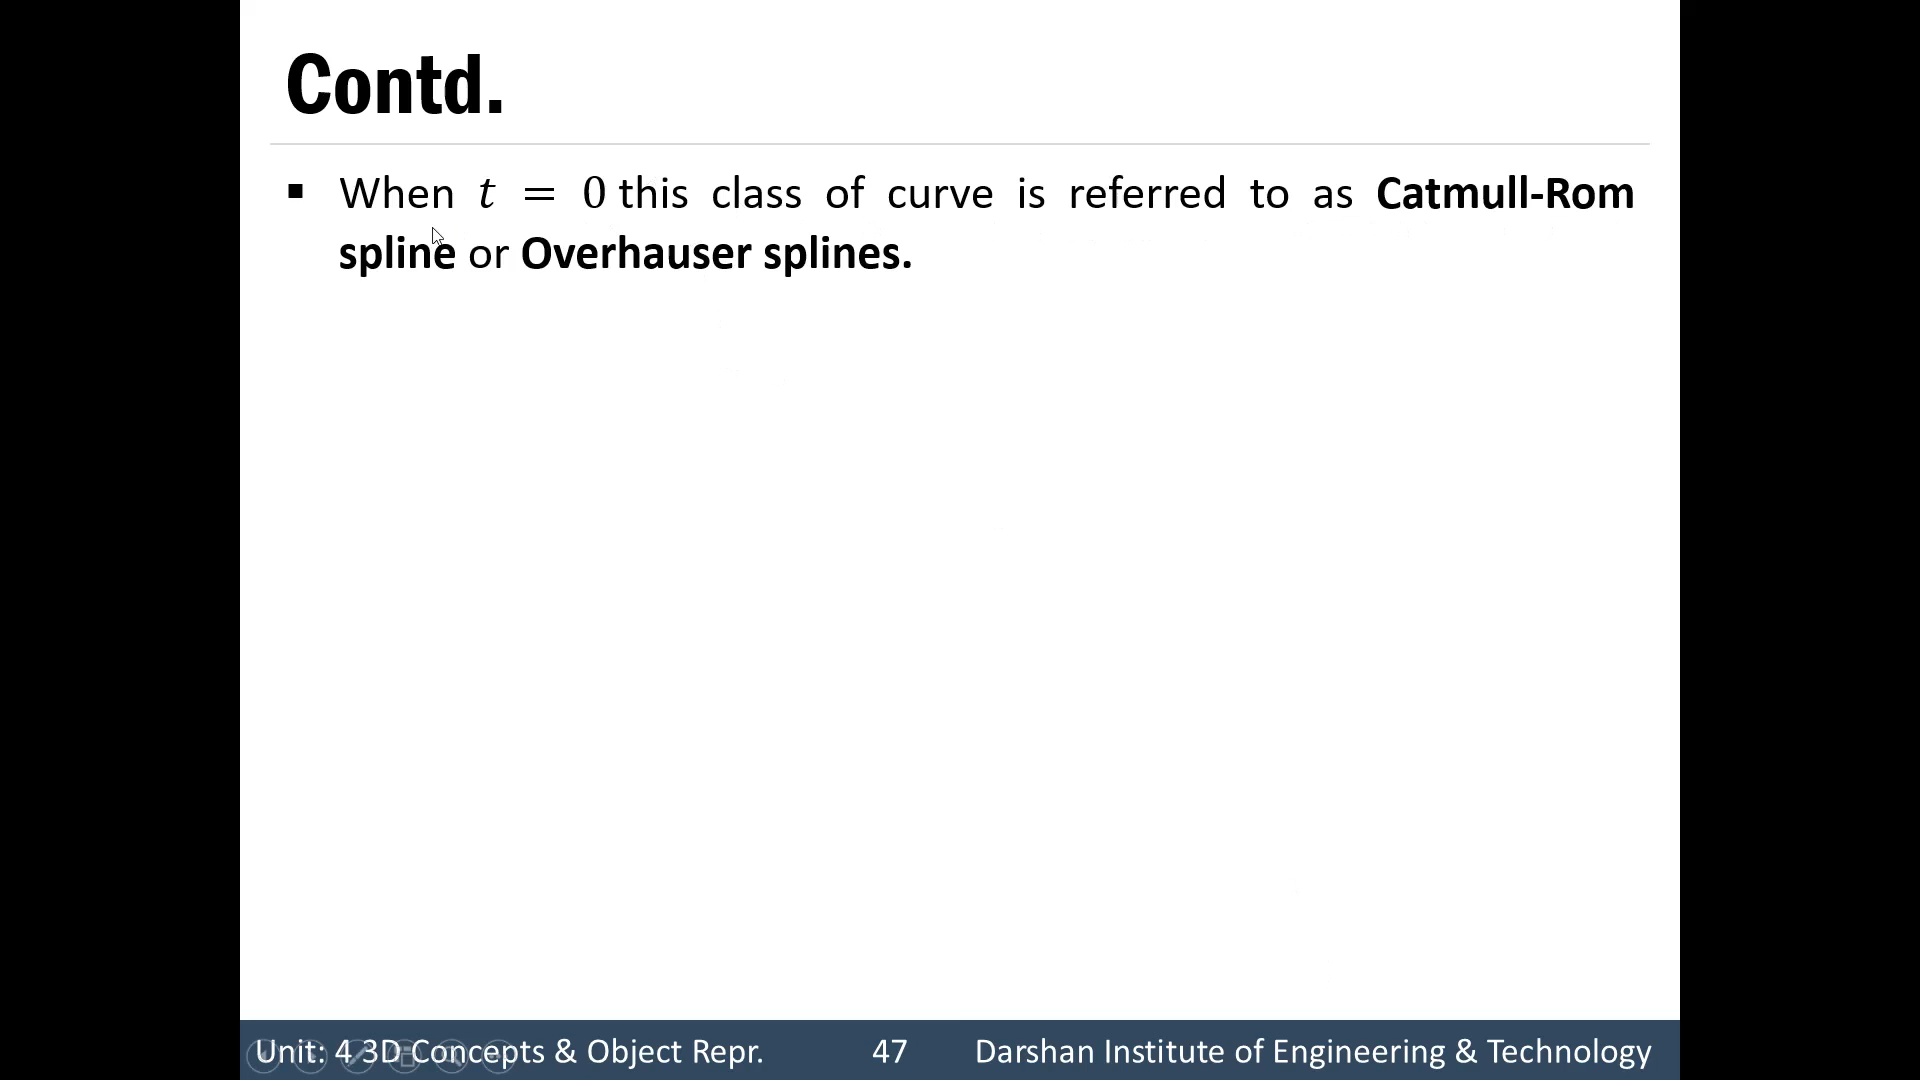 Contd.
▪ When t = 0 this class of curve is referred to as Catmull-Rom
spline or Overhauser splines.
Unit: 4 3D Concepts & Object Repr. 47 Darshan Institute of Engineering & Technology